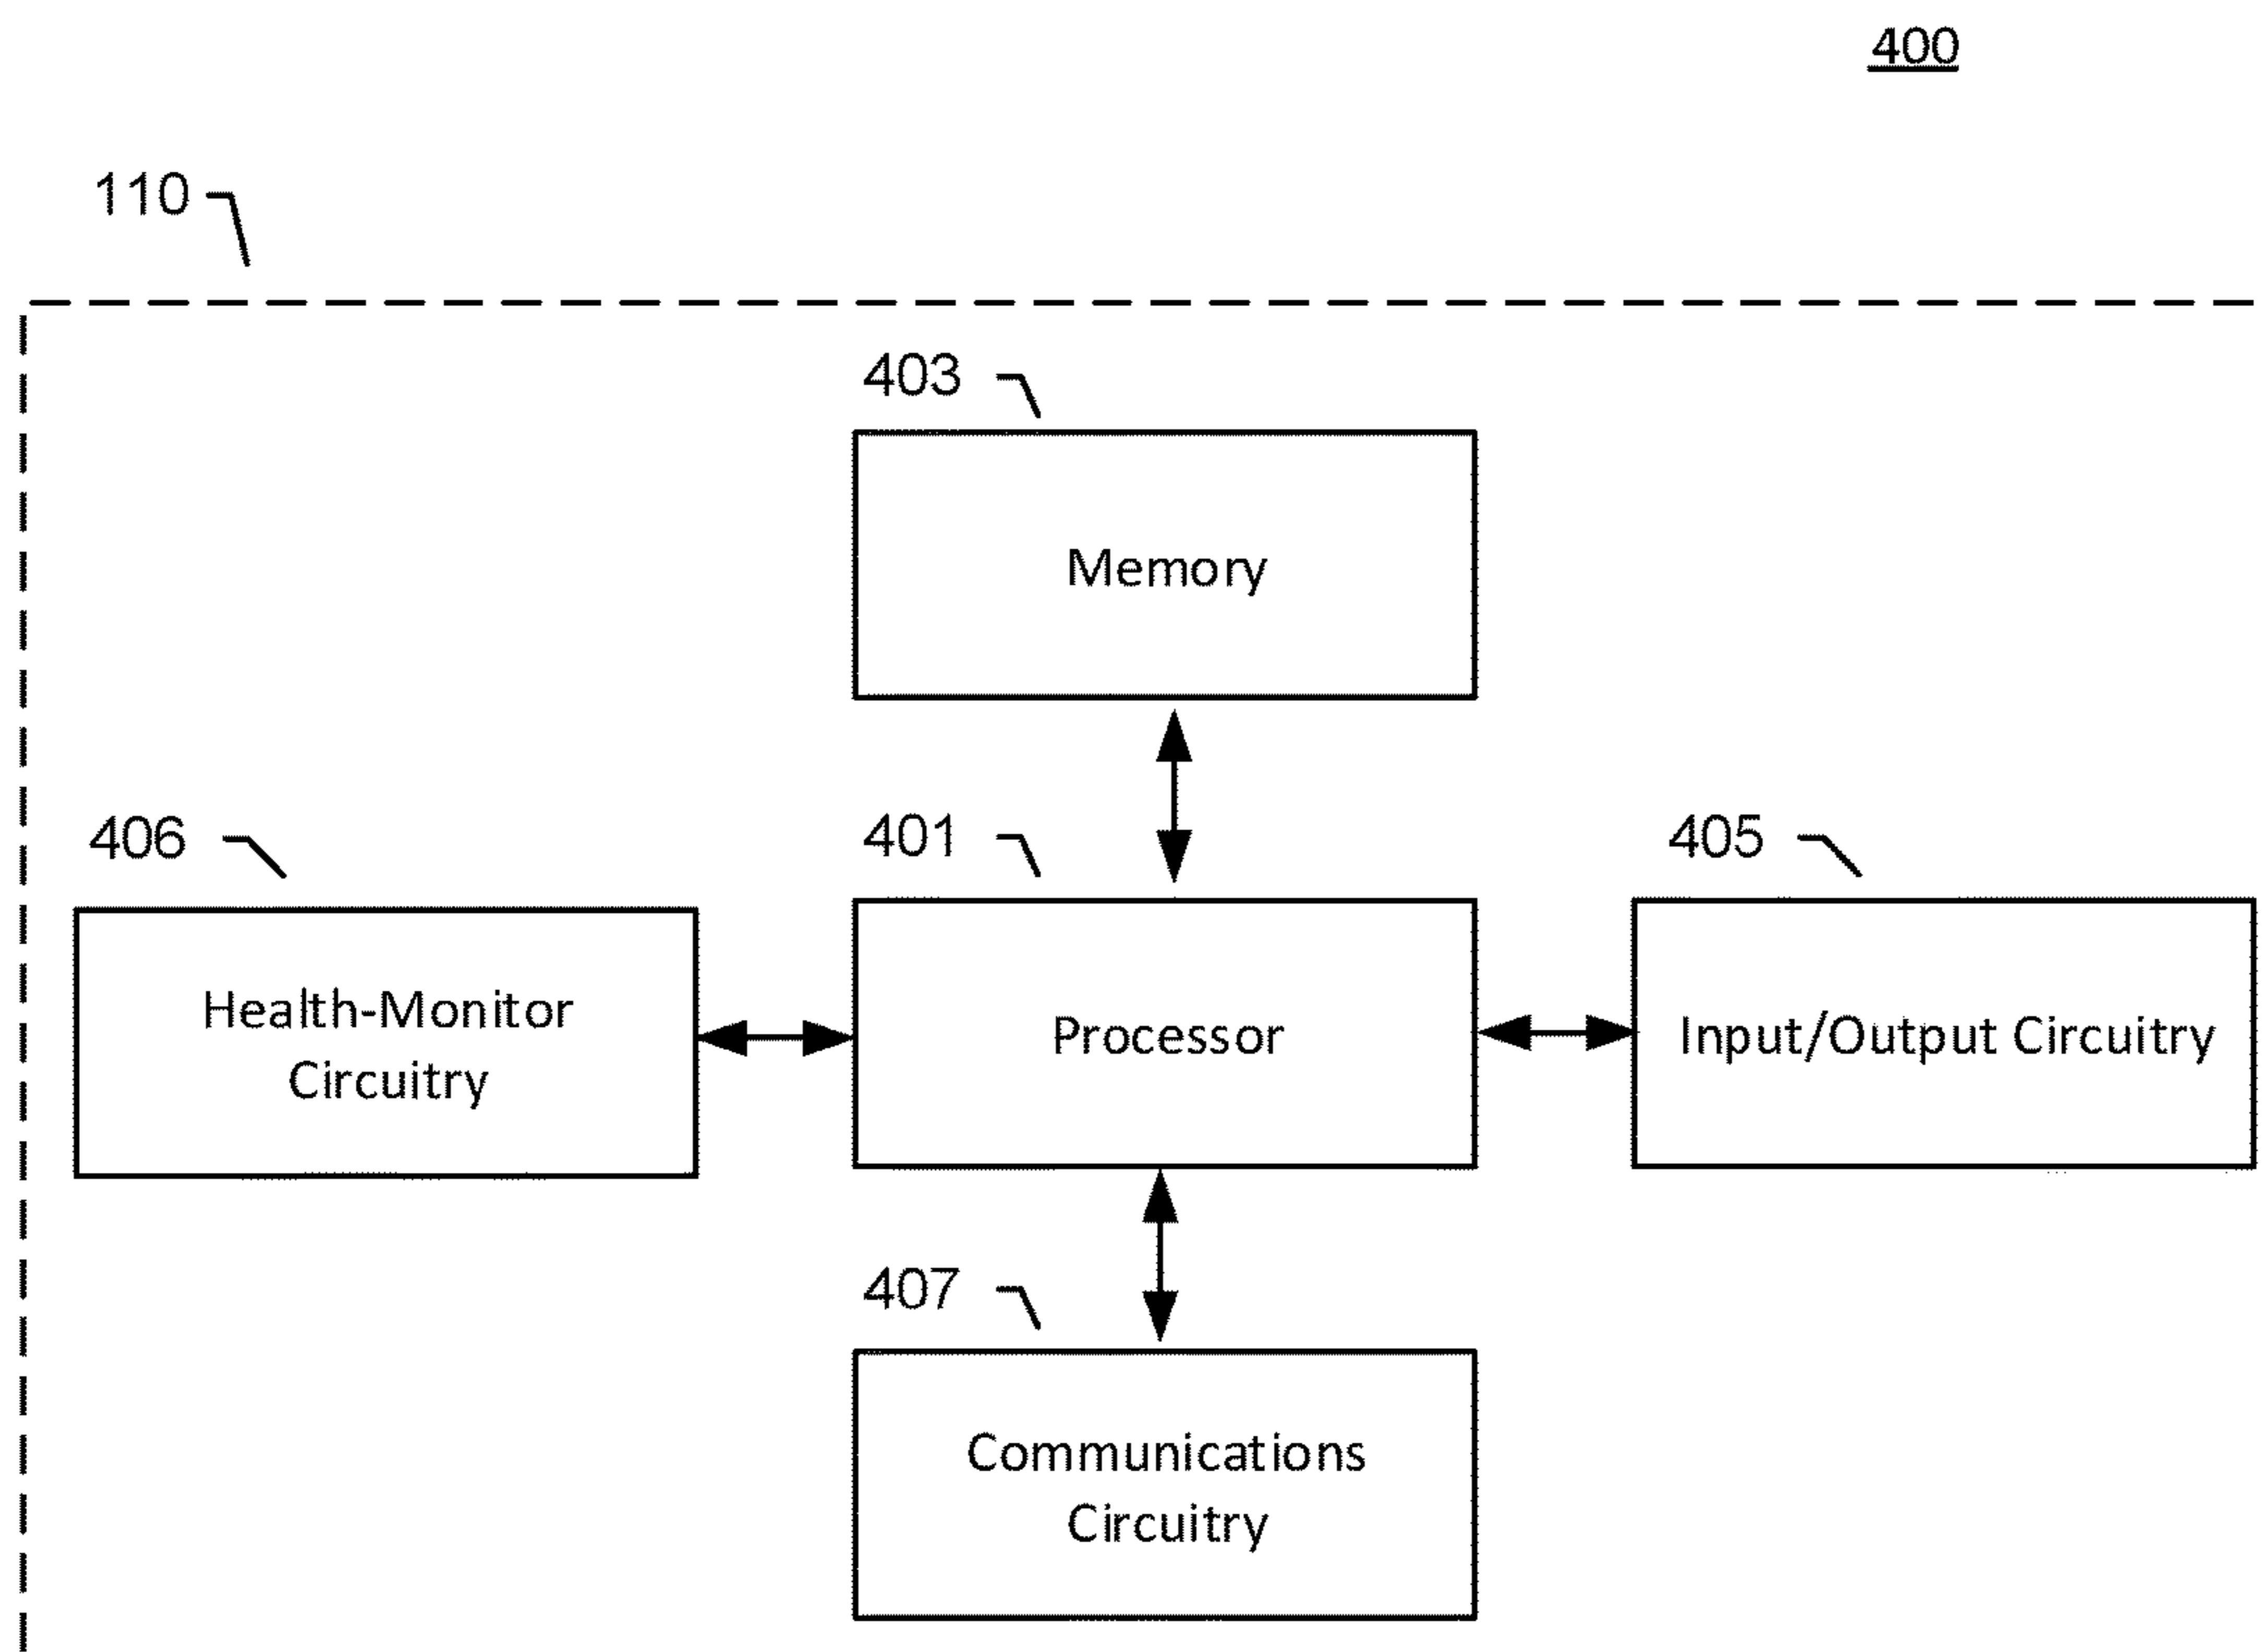 400
110
403
Memory
406
401
405
Health-Monitor
Circuitry
Processor
Input/Output Circuitry
407
Communications
Circuitry